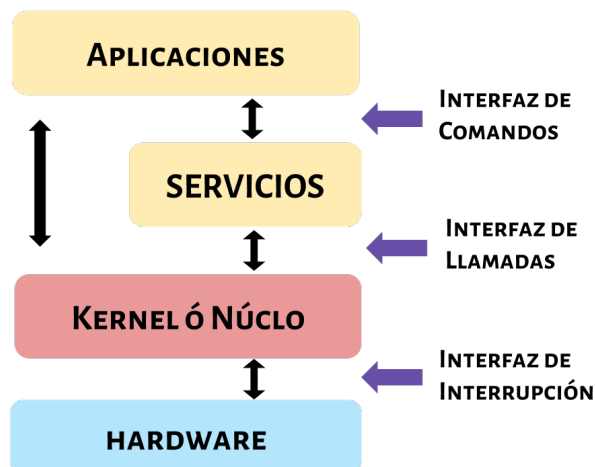 Aplicaciones
Interfaz de
Comandos
SERVICIOS
Interfaz de
Llamadas
Kernel ó Núclo
Interfaz de
Interrupción
HARDWARE